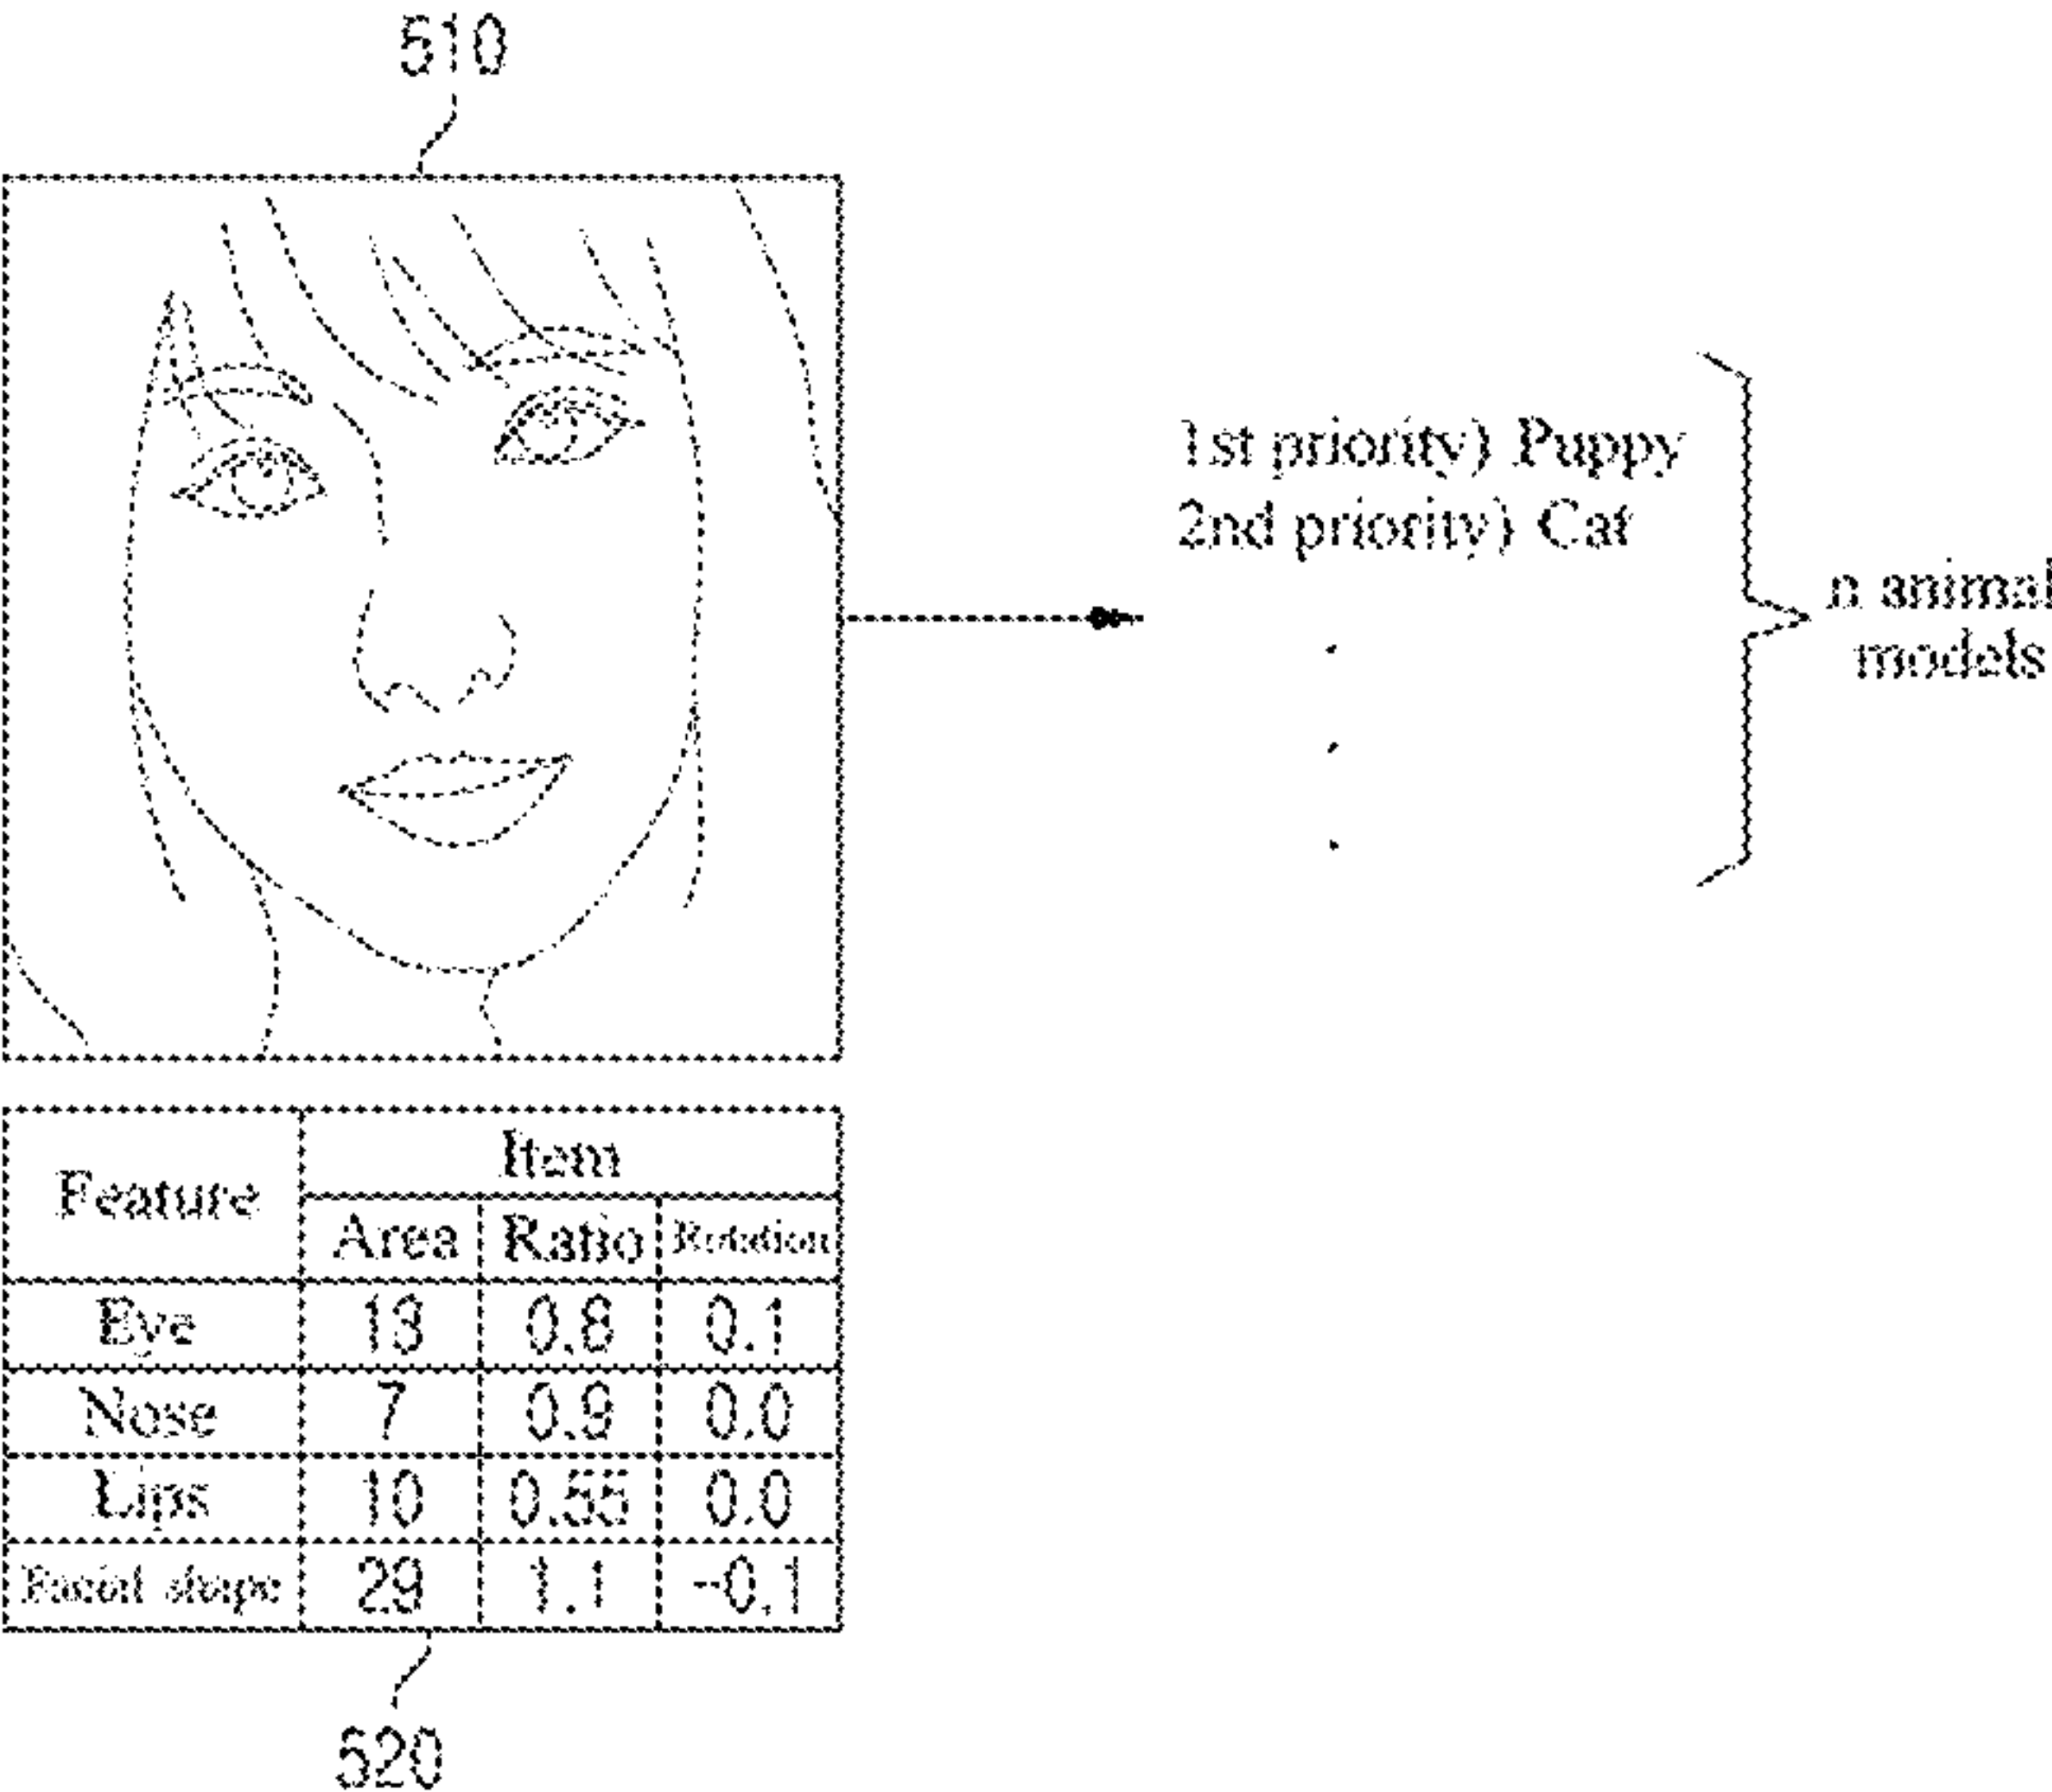 510
1st priority) Puppy
2nd priority) Cat
n animal
models
Feature Item
Area Ratio Rotation
Eye 13 0.8 0.1
Nose 7 0.9 0.0
Lips 10 0.55 0.0
Facial shape 29 1.1 -0.1
520